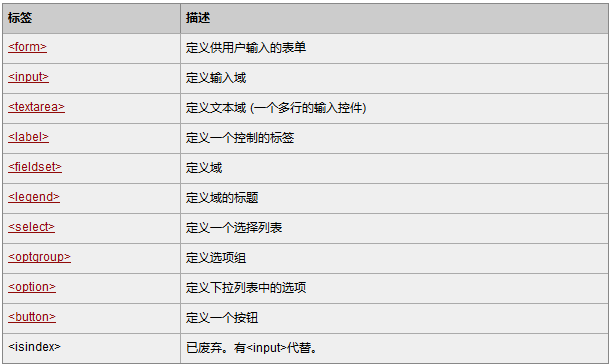 标签 描述
<form> 定义供用户输入的表单
<input> 定义输入域
<textarea> 定义文本域 (一个多行的输入控件)
<label> 定义一个控制的标签
<fieldset> 定义域
<legend> 定义域的标题
<select> 定义一个选择列表
<optgroup> 定义选项组
<option> 定义下拉列表中的选项
<button> 定义一个按钮
<isindex> 已废弃。有<input>代替。